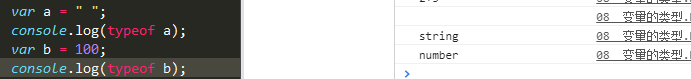 var a = " ";
console.log(typeof a);
var b = 100;
console.log(typeof b);
08 变量的类型.
string 08 变量的类型.
number 08 变量的类型.
>